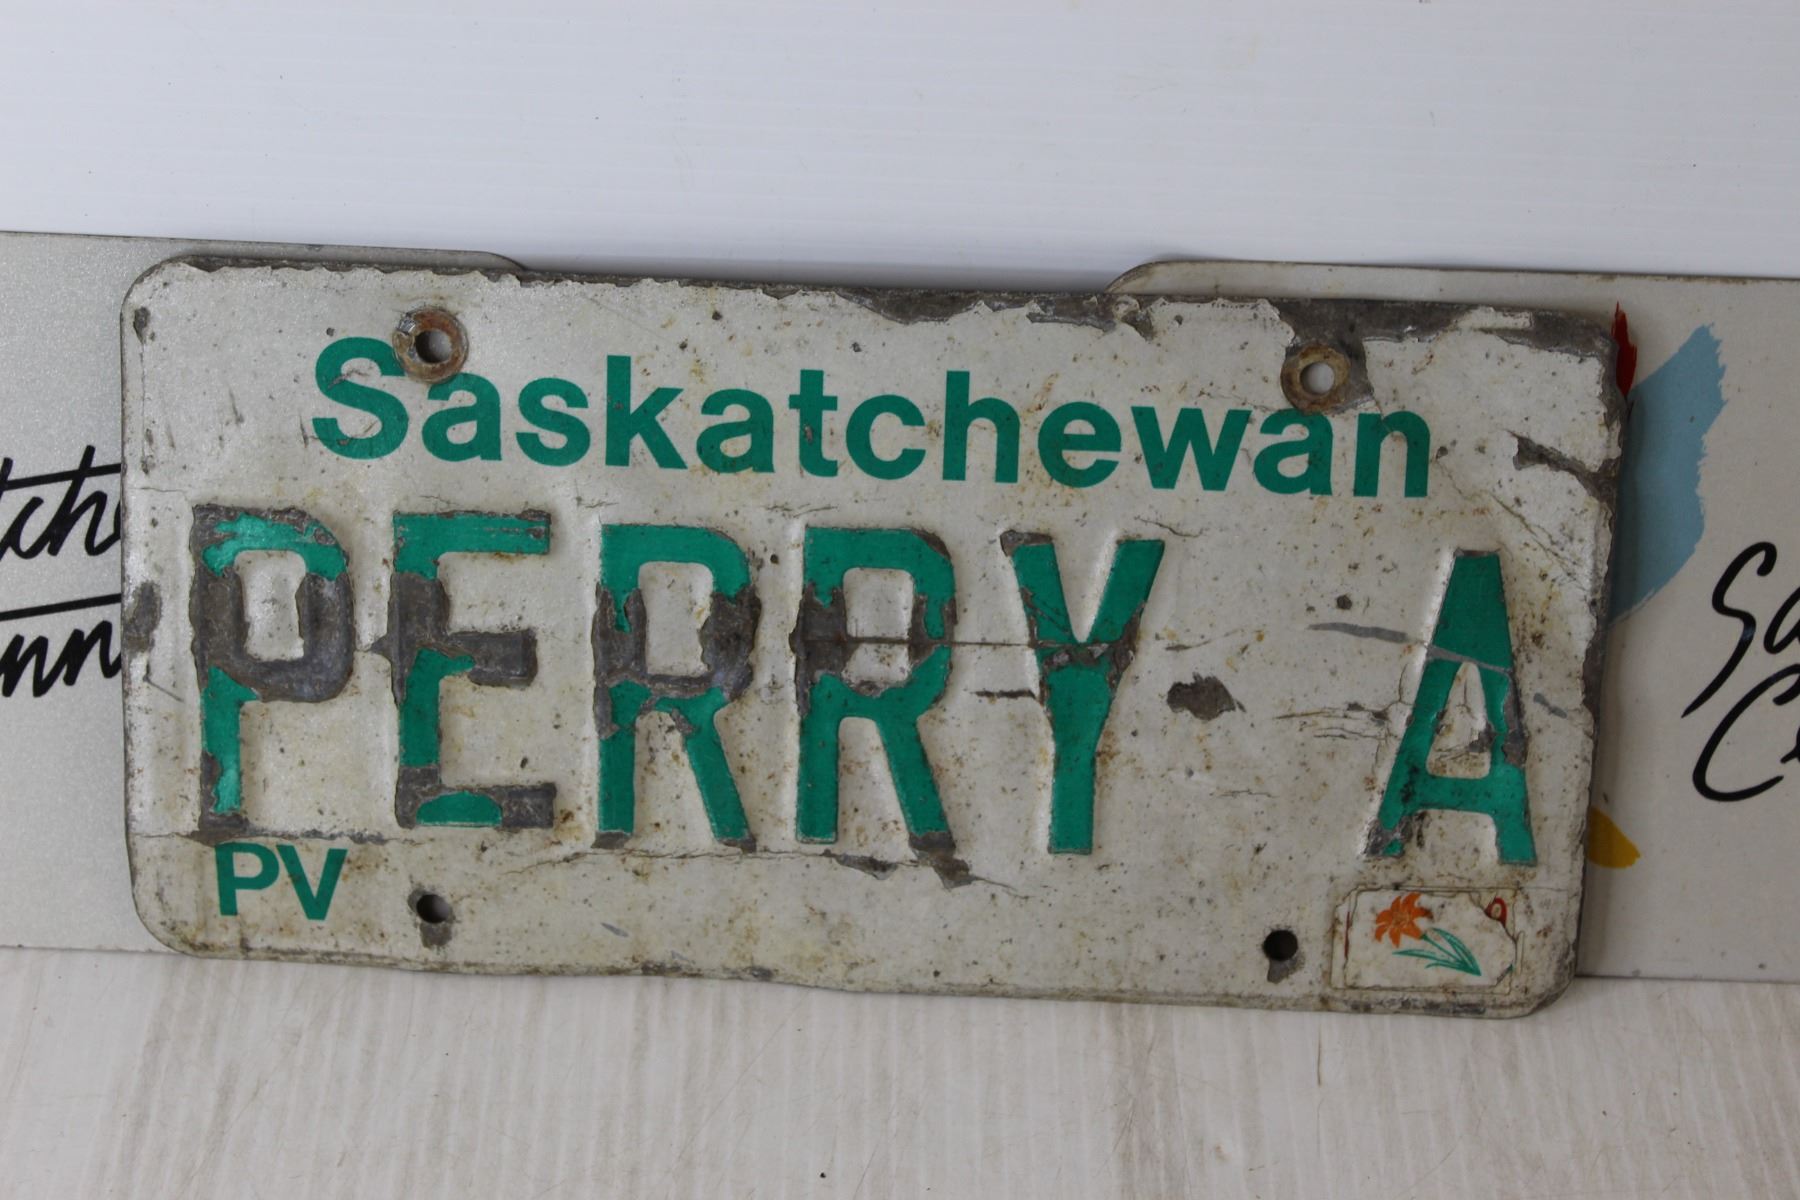 Saskatchewan
PERRY A
PV